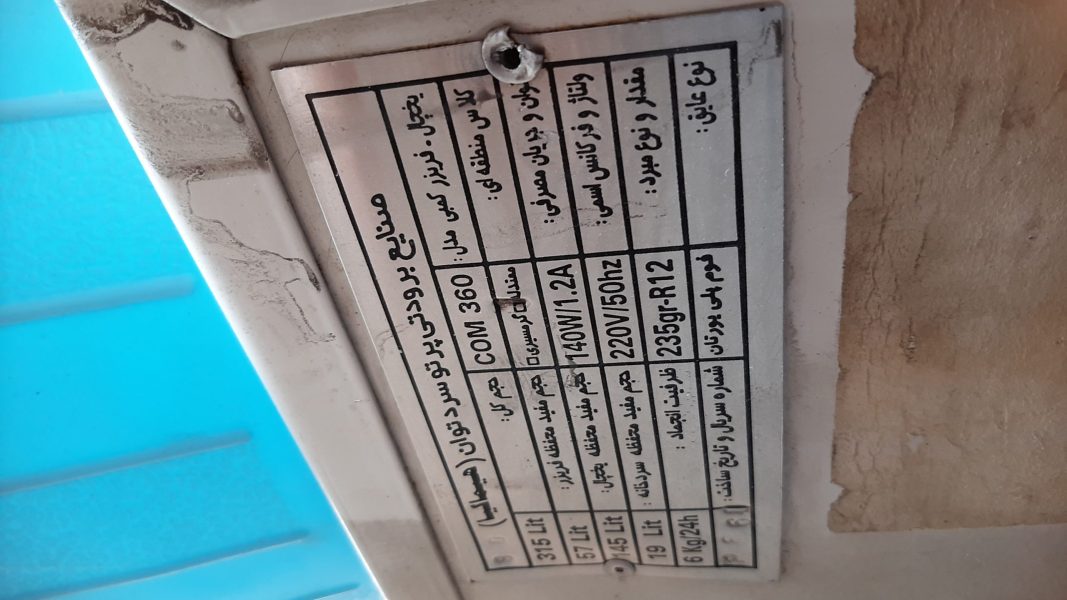 صنایع برودتی پرتو سرد توان (هیمالیا)
یخچال - فریزر کمبی مدل: COM 360 حجم کل: 315 Lit
کلاس منطقه ای: معتدل □ گرمسیری □ حجم مفید محفظه فریزر: 57 Lit
توان و جریان مصرفی: 140W/1.2A حجم مفید محفظه یخچال: 145 Lit
ولتاژ و فرکانس اسمی: 220V/50hz حجم مفید محفظه سردخانه: 19 Lit
مقدار و نوع مبرد: 235gr-R12 ظرفیت انجماد: 6 Kg/24h
نوع عایق: فوم پلی یورتان شماره سریال و تاریخ ساخت: